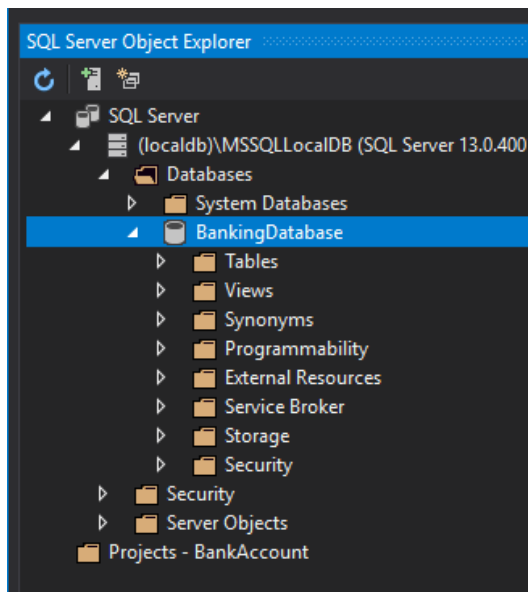 SQL Server Object Explorer
SQL Server
(localdb)\MSSQLLocalDB (SQL Server 13.0.400
Databases
System Databases
BankingDatabase
Tables
Views
Synonyms
Programmability
External Resources
Service Broker
Storage
Security
Security
Server Objects
Projects - BankAccount